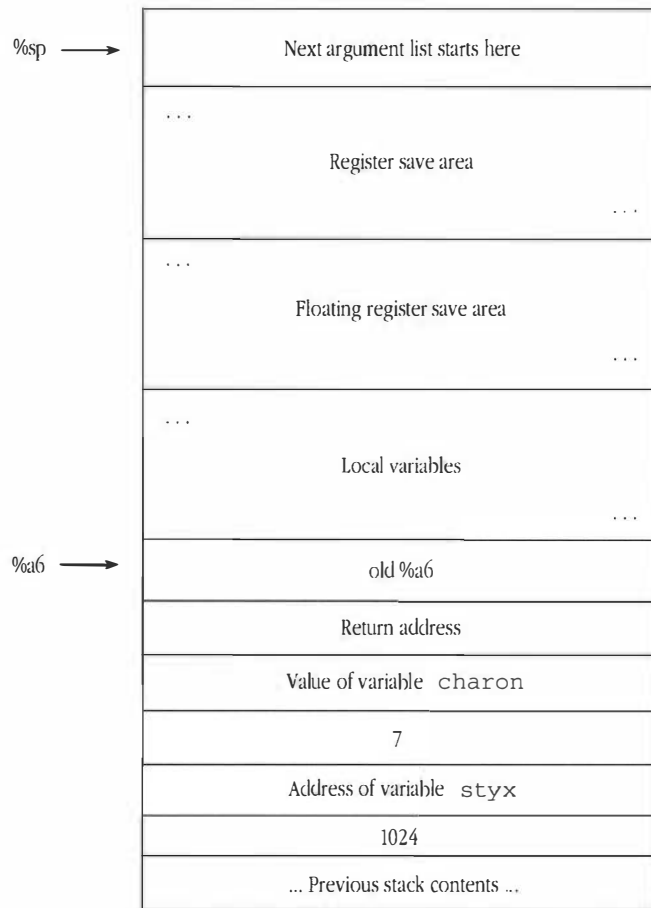 %sp
Next argument list starts here
...
Register save area
...
...
Floating register save area
...
...
Local variables
...
%a6
old %a6
Return address
Value of variable charon
7
Address of variable styx
1024
... Previous stack contents ...